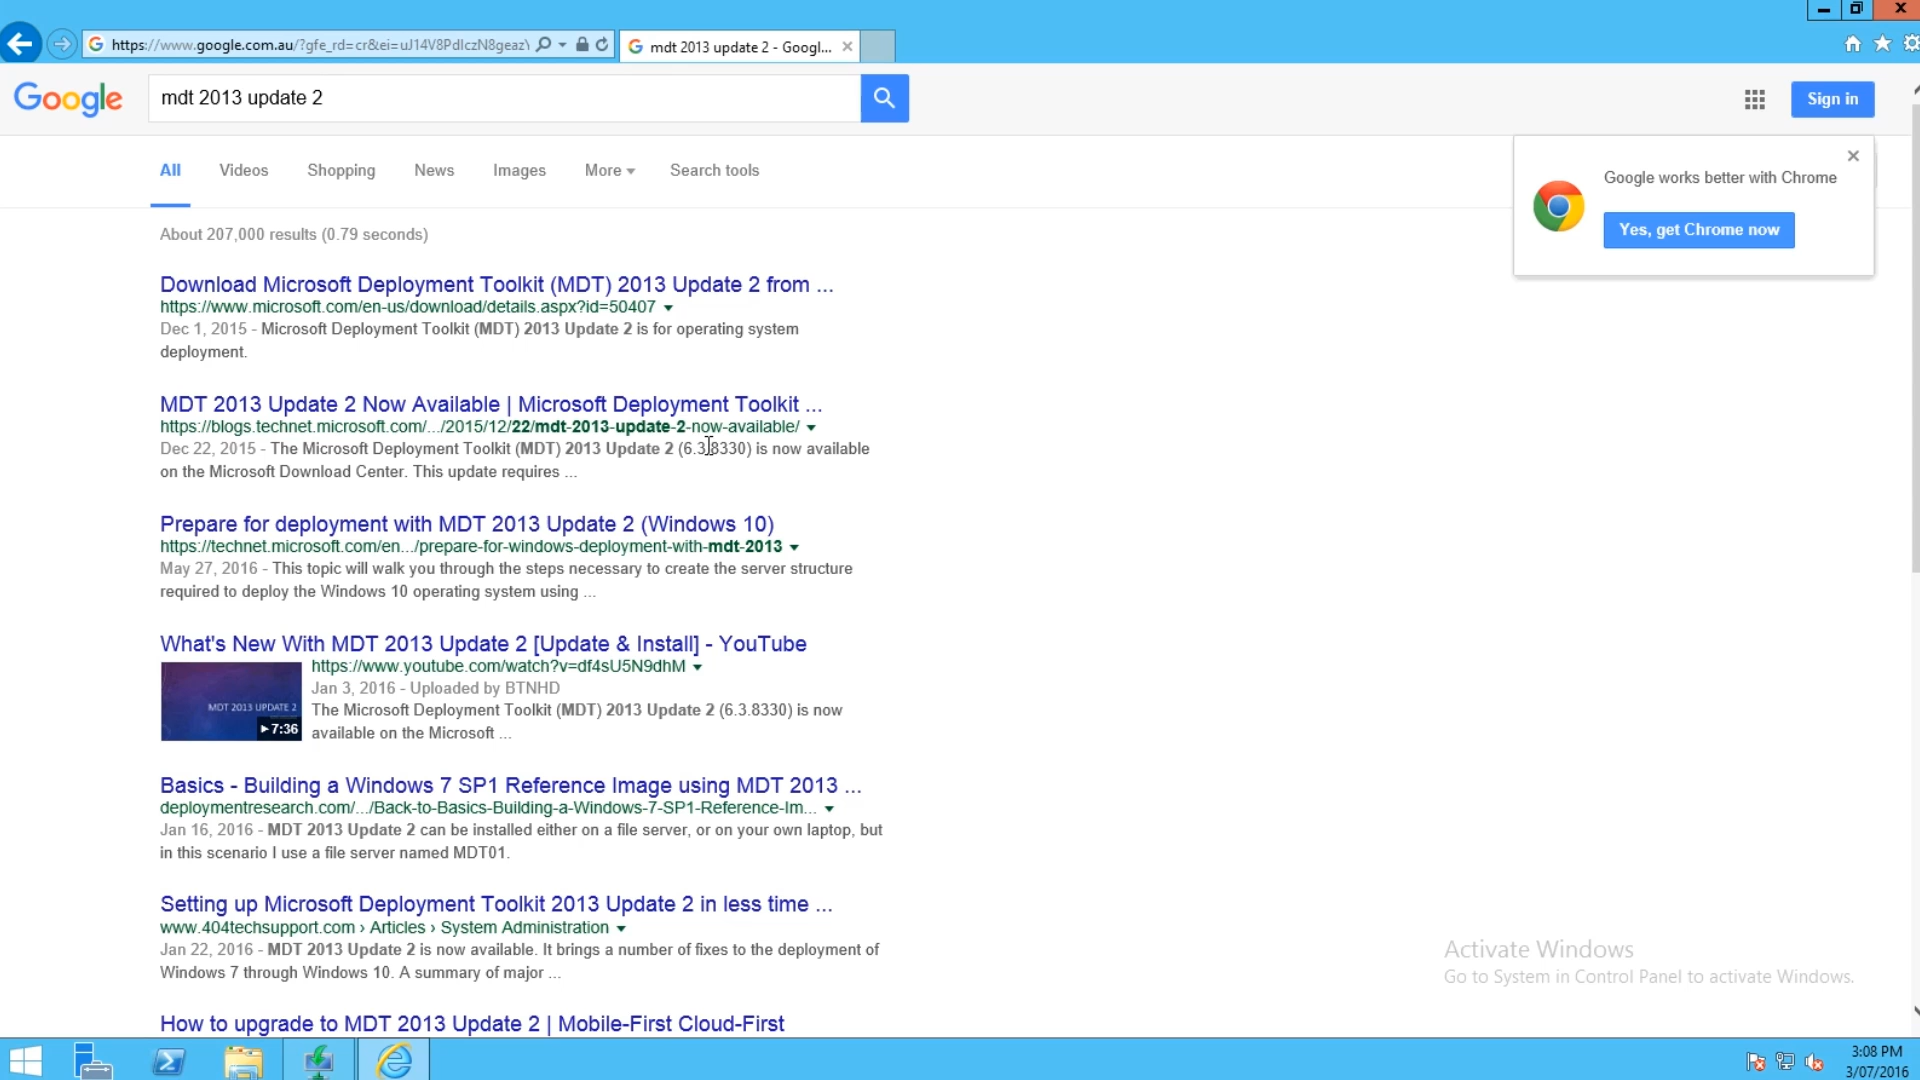 https://www.google.com.au/?gfe_rd=cr&ei=uJ14V8PdIczN8geazY
mdt 2013 update 2 - Googl...
Google
mdt 2013 update 2
Sign in
All
Videos
Shopping
News
Images
More
Search tools
Google works better with Chrome
Yes, get Chrome now
About 207,000 results (0.79 seconds)
Download Microsoft Deployment Toolkit (MDT) 2013 Update 2 from ...
https://www.microsoft.com/en-us/download/details.aspx?id=50407
Dec 1, 2015 - Microsoft Deployment Toolkit (MDT) 2013 Update 2 is for operating system
deployment.
MDT 2013 Update 2 Now Available | Microsoft Deployment Toolkit ...
https://blogs.technet.microsoft.com/.../2015/12/22/mdt-2013-update-2-now-available/
Dec 22, 2015 - The Microsoft Deployment Toolkit (MDT) 2013 Update 2 (6.3.8330) is now available
on the Microsoft Download Center. This update requires ...
Prepare for deployment with MDT 2013 Update 2 (Windows 10)
https://technet.microsoft.com/en.../prepare-for-windows-deployment-with-mdt-2013
May 27, 2016 - This topic will walk you through the steps necessary to create the server structure
required to deploy the Windows 10 operating system using ...
What's New With MDT 2013 Update 2 [Update & Install] - YouTube
https://www.youtube.com/watch?v=df4sU5N9dhM
Jan 3, 2016 - Uploaded by BTNHD
MDT 2013 UPDATE 2
The Microsoft Deployment Toolkit (MDT) 2013 Update 2 (6.3.8330) is now
7:36
available on the Microsoft ...
Basics - Building a Windows 7 SP1 Reference Image using MDT 2013 ...
deploymentresearch.com/.../Back-to-Basics-Building-a-Windows-7-SP1-Reference-Im...
Jan 16, 2016 - MDT 2013 Update 2 can be installed either on a file server, or on your own laptop, but
in this scenario I use a file server named MDT01.
Setting up Microsoft Deployment Toolkit 2013 Update 2 in less time ...
www.404techsupport.com › Articles › System Administration
Jan 22, 2016 - MDT 2013 Update 2 is now available. It brings a number of fixes to the deployment of
Windows 7 through Windows 10. A summary of major ...
Activate Windows
Go to System in Control Panel to activate Windows.
How to upgrade to MDT 2013 Update 2 | Mobile-First Cloud-First
3:08 PM
3/07/2016